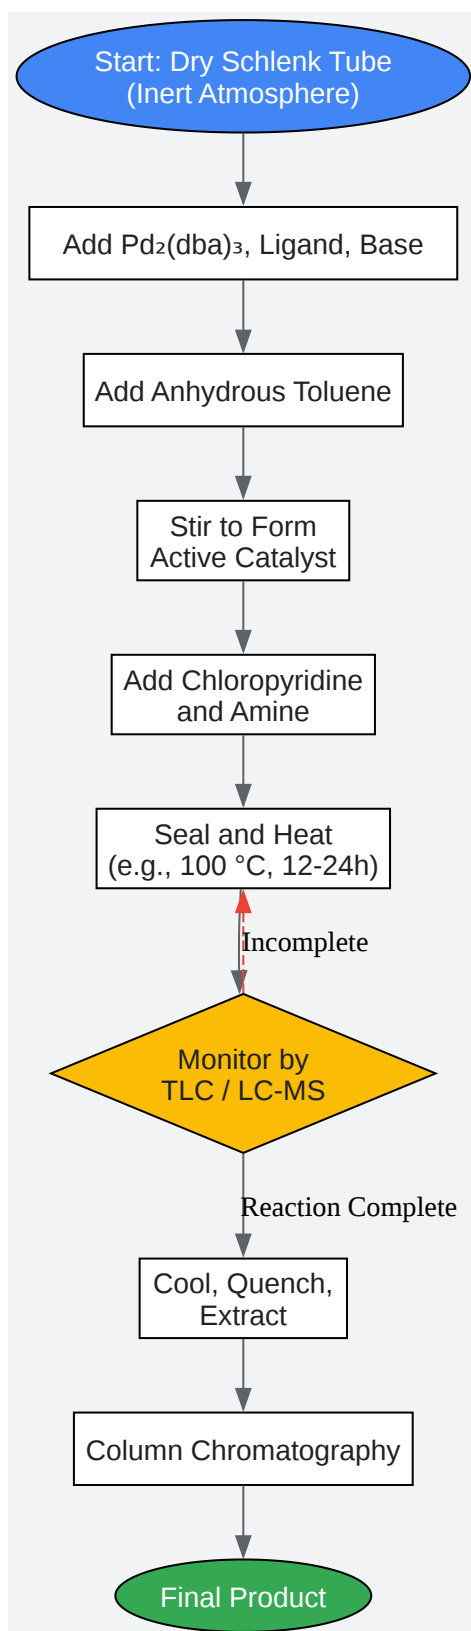 Start: Dry Schlenk Tube
(Inert Atmosphere)
Add Pd₂(dba)₃, Ligand, Base
Add Anhydrous Toluene
Stir to Form
Active Catalyst
Add Chloropyridine
and Amine
Seal and Heat
(e.g., 100 °C, 12-24h)
Incomplete
Monitor by
TLC / LC-MS
Reaction Complete
Cool, Quench,
Extract
Column Chromatography
Final Product